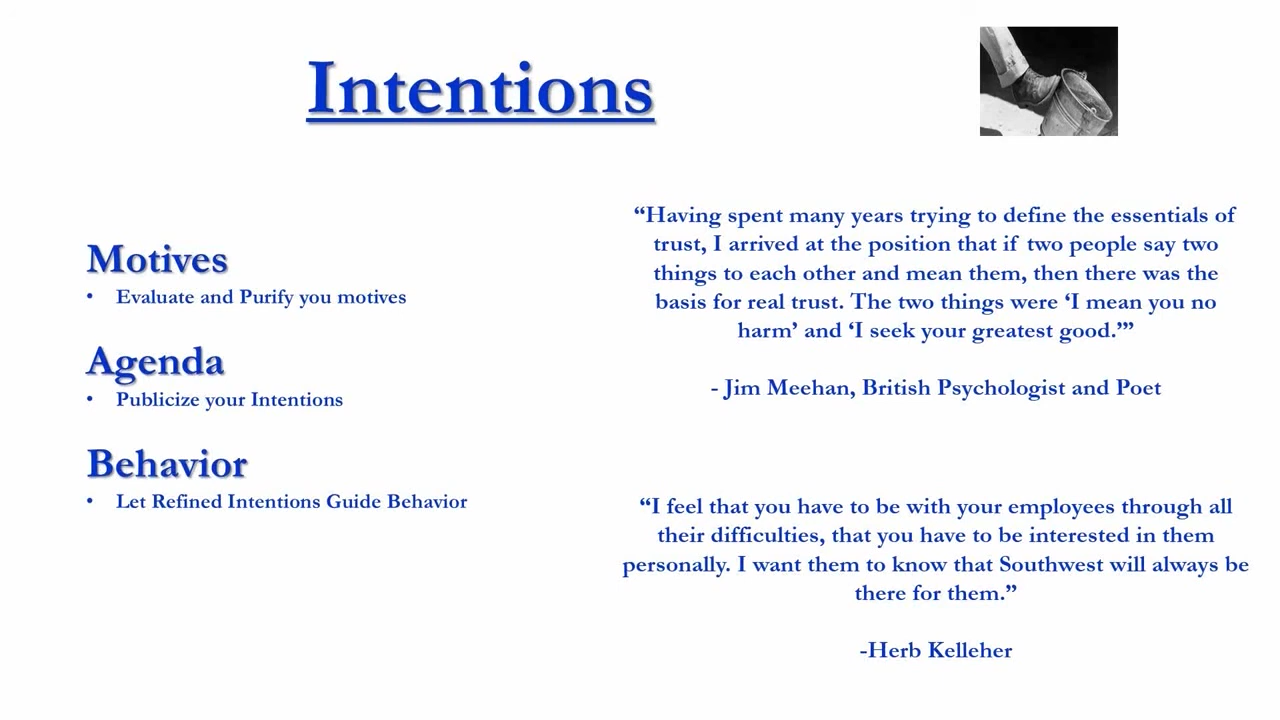 Intentions
Motives
• Evaluate and Purify you motives
Agenda
• Publicize your Intentions
Behavior
• Let Refined Intentions Guide Behavior
“Having spent many years trying to define the essentials of
trust, I arrived at the position that if two people say two
things to each other and mean them, then there was the
basis for real trust. The two things were ‘I mean you no
harm’ and ‘I seek your greatest good.’”
- Jim Meehan, British Psychologist and Poet
“I feel that you have to be with your employees through all
their difficulties, that you have to be interested in them
personally. I want them to know that Southwest will always be
there for them.”
-Herb Kelleher